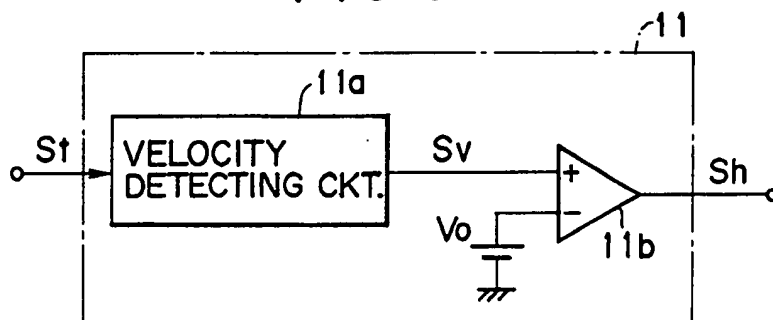 11
11a
St
VELOCITY
DETECTING CKT.
Sv
+
−
Sh
Vo
11b